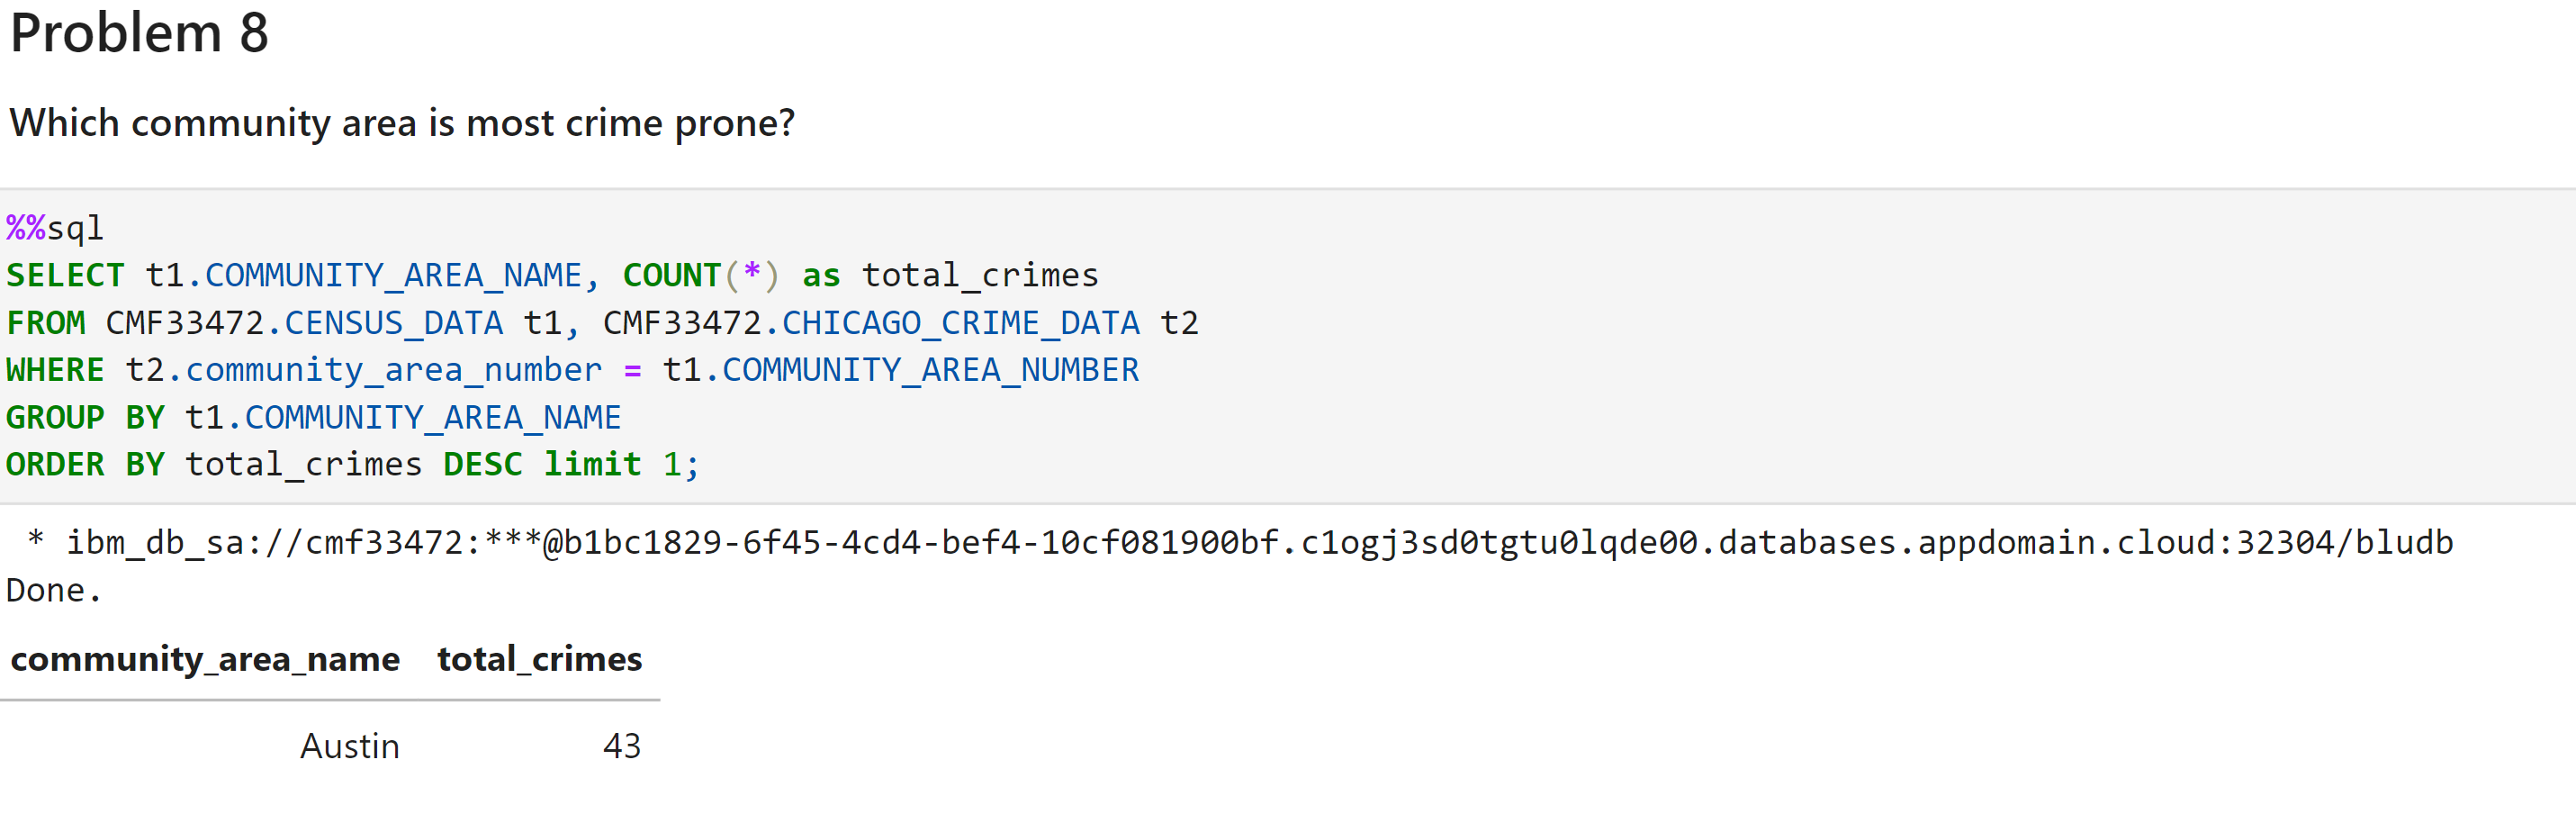 Problem 8
Which community area is most crime prone?
%%sql
SELECT t1.COMMUNITY_AREA_NAME, COUNT(*) as total_crimes
FROM CMF33472.CENSUS_DATA t1, CMF33472.CHICAGO_CRIME_DATA t2
WHERE t2.community_area_number = t1.COMMUNITY_AREA_NUMBER
GROUP BY t1.COMMUNITY_AREA_NAME
ORDER BY total_crimes DESC limit 1;
* ibm_db_sa://cmf33472:***@b1bc1829-6f45-4cd4-bef4-10cf081900bf.c1ogj3sd0tgtu0lqde00.databases.appdomain.cloud:32304/bludb
Done.
community_area_name total_crimes
Austin 43